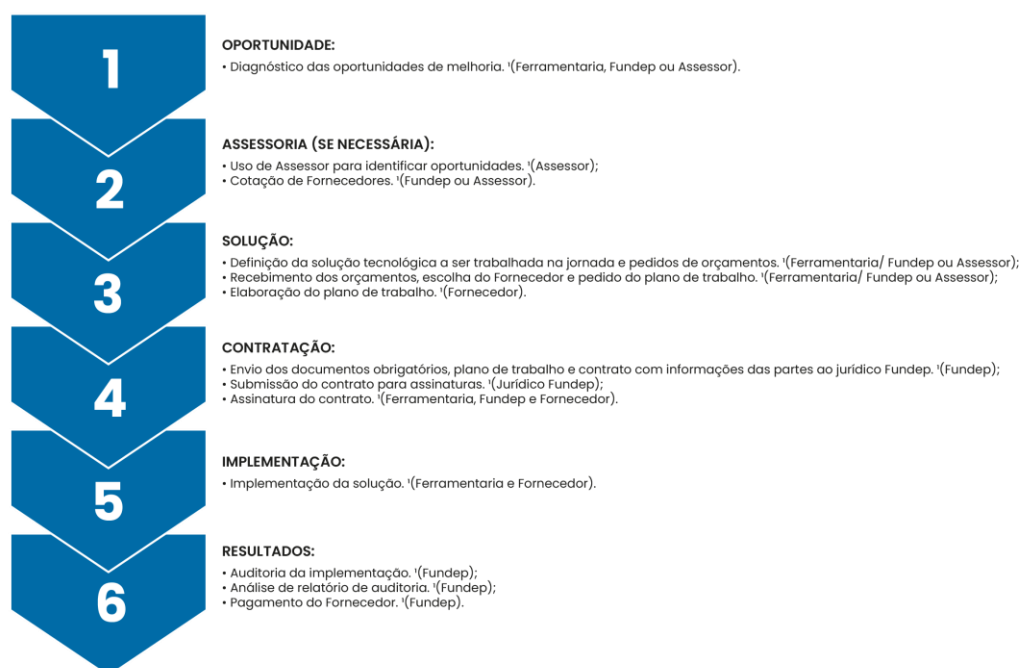 1
OPORTUNIDADE:
• Diagnóstico das oportunidades de melhoria. ¹(Ferramentaria, Fundep ou Assessor).
2
ASSESSORIA (SE NECESSÁRIA):
• Uso de Assessor para identificar oportunidades. ¹(Assessor);
• Cotação de Fornecedores. ¹(Fundep ou Assessor).
3
SOLUÇÃO:
• Definição da solução tecnológica a ser trabalhada na jornada e pedidos de orçamentos. ¹(Ferramentaria/ Fundep ou Assessor);
• Recebimento dos orçamentos, escolha do Fornecedor e pedido do plano de trabalho. ¹(Ferramentaria/ Fundep ou Assessor);
• Elaboração do plano de trabalho. ¹(Fornecedor).
4
CONTRATAÇÃO:
• Envio dos documentos obrigatórios, plano de trabalho e contrato com informações das partes ao jurídico Fundep. ¹(Fundep);
• Submissão do contrato para assinaturas. ¹(Jurídico Fundep);
• Assinatura do contrato. ¹(Ferramentaria, Fundep e Fornecedor).
5
IMPLEMENTAÇÃO:
• Implementação da solução. ¹(Ferramentaria e Fornecedor).
6
RESULTADOS:
• Auditoria da implementação. ¹(Fundep);
• Análise de relatório de auditoria. ¹(Fundep);
• Pagamento do Fornecedor. ¹(Fundep).